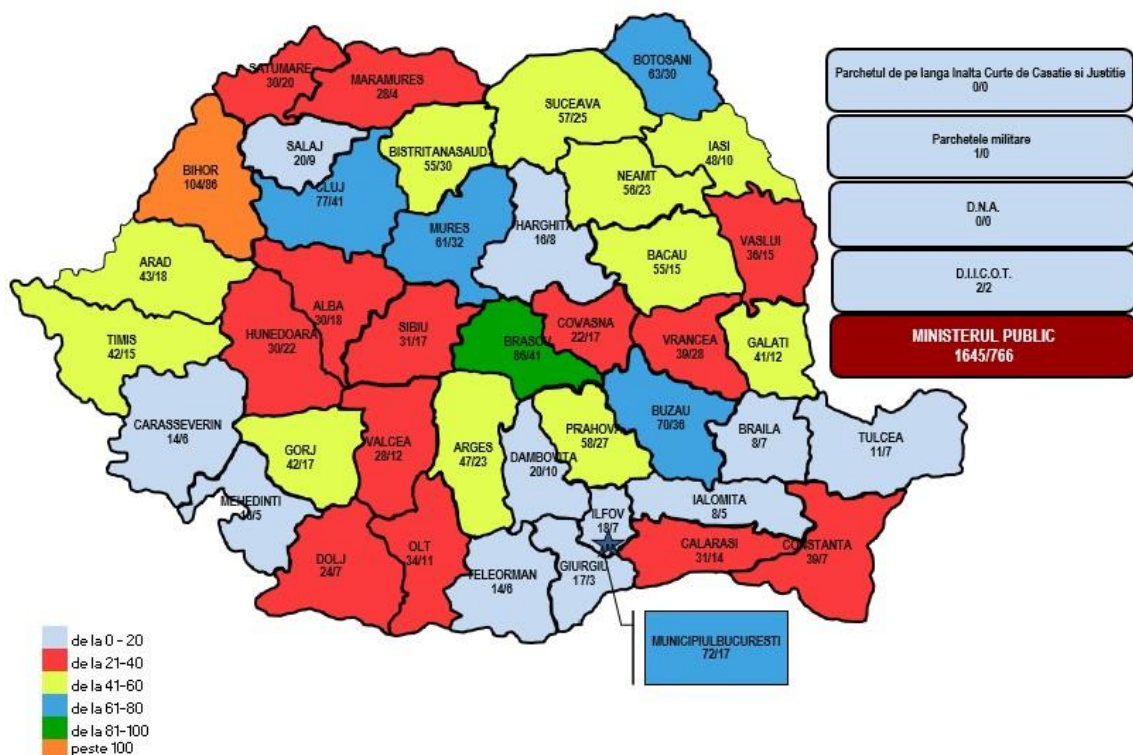 SATUMARE
30/20
MARAMURES
28/4
BOTOSANI
63/30
SUCEAVA
57/25
SALAJ
20/9
BISTRITANASAUD
55/30
IASI
48/10
BIHOR
104/86
CLUJ
77/41
NEAMT
56/23
MURES
61/32
HARGHITA
16/8
VASLUI
36/15
BACAU
55/15
ARAD
43/18
ALBA
30/18
HUNEDOARA
30/22
SIBIU
31/17
BRASOV
86/41
COVASNA
22/17
VRANCEA
39/28
GALATI
41/12
TIMIS
42/15
CARASSEVERIN
14/6
GORJ
42/17
VALCEA
28/12
ARGES
47/23
DAMBOVITA
20/10
PRAHOVA
58/27
BUZAU
70/36
BRAILA
8/7
TULCEA
11/7
MEHEDINTI
DOLJ
24/7
OLT
34/11
TELEORMAN
14/6
GIURGIU
17/3
ILFOV
18/7
IALOMITA
8/5
CALARASI
31/14
CONSTANTA
39/7
MUNICIPIULBUCURESTI
72/17
Parchetul de pe langa Inalta Curte de Casatie si Justitie
0/0
Parchetele militare
1/0
D.N.A.
0/0
D.I.I.C.O.T.
2/2
MINISTERUL PUBLIC
1645/766
de la 0 - 20
de la 21-40
de la 41-60
de la 61-80
de la 81-100
peste 100